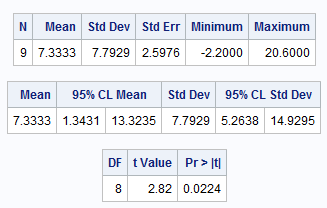 N Mean Std Dev Std Err Minimum Maximum
9 7.3333 7.7929 2.5976 -2.2000 20.6000
Mean 95% CL Mean Std Dev 95% CL Std Dev
7.3333 1.3431 13.3235 7.7929 5.2638 14.9295
DF t Value Pr > |t|
8 2.82 0.0224